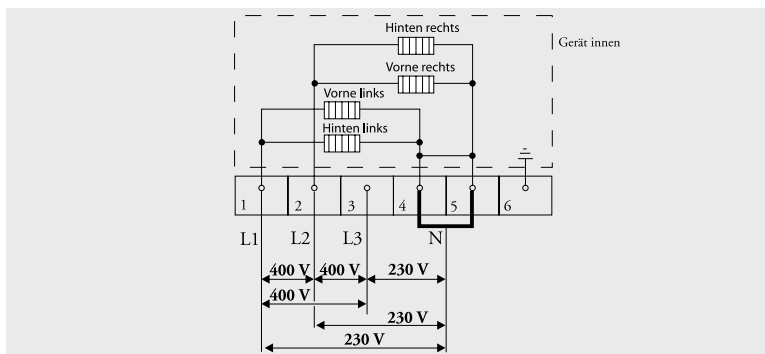 Hinten rechts
Gerät innen
Vorne rechts
Vorne links
Hinten links
1 2 3 4 5 6
L1 L2 L3 N
400 V 400 V 230 V
400 V
230 V
230 V